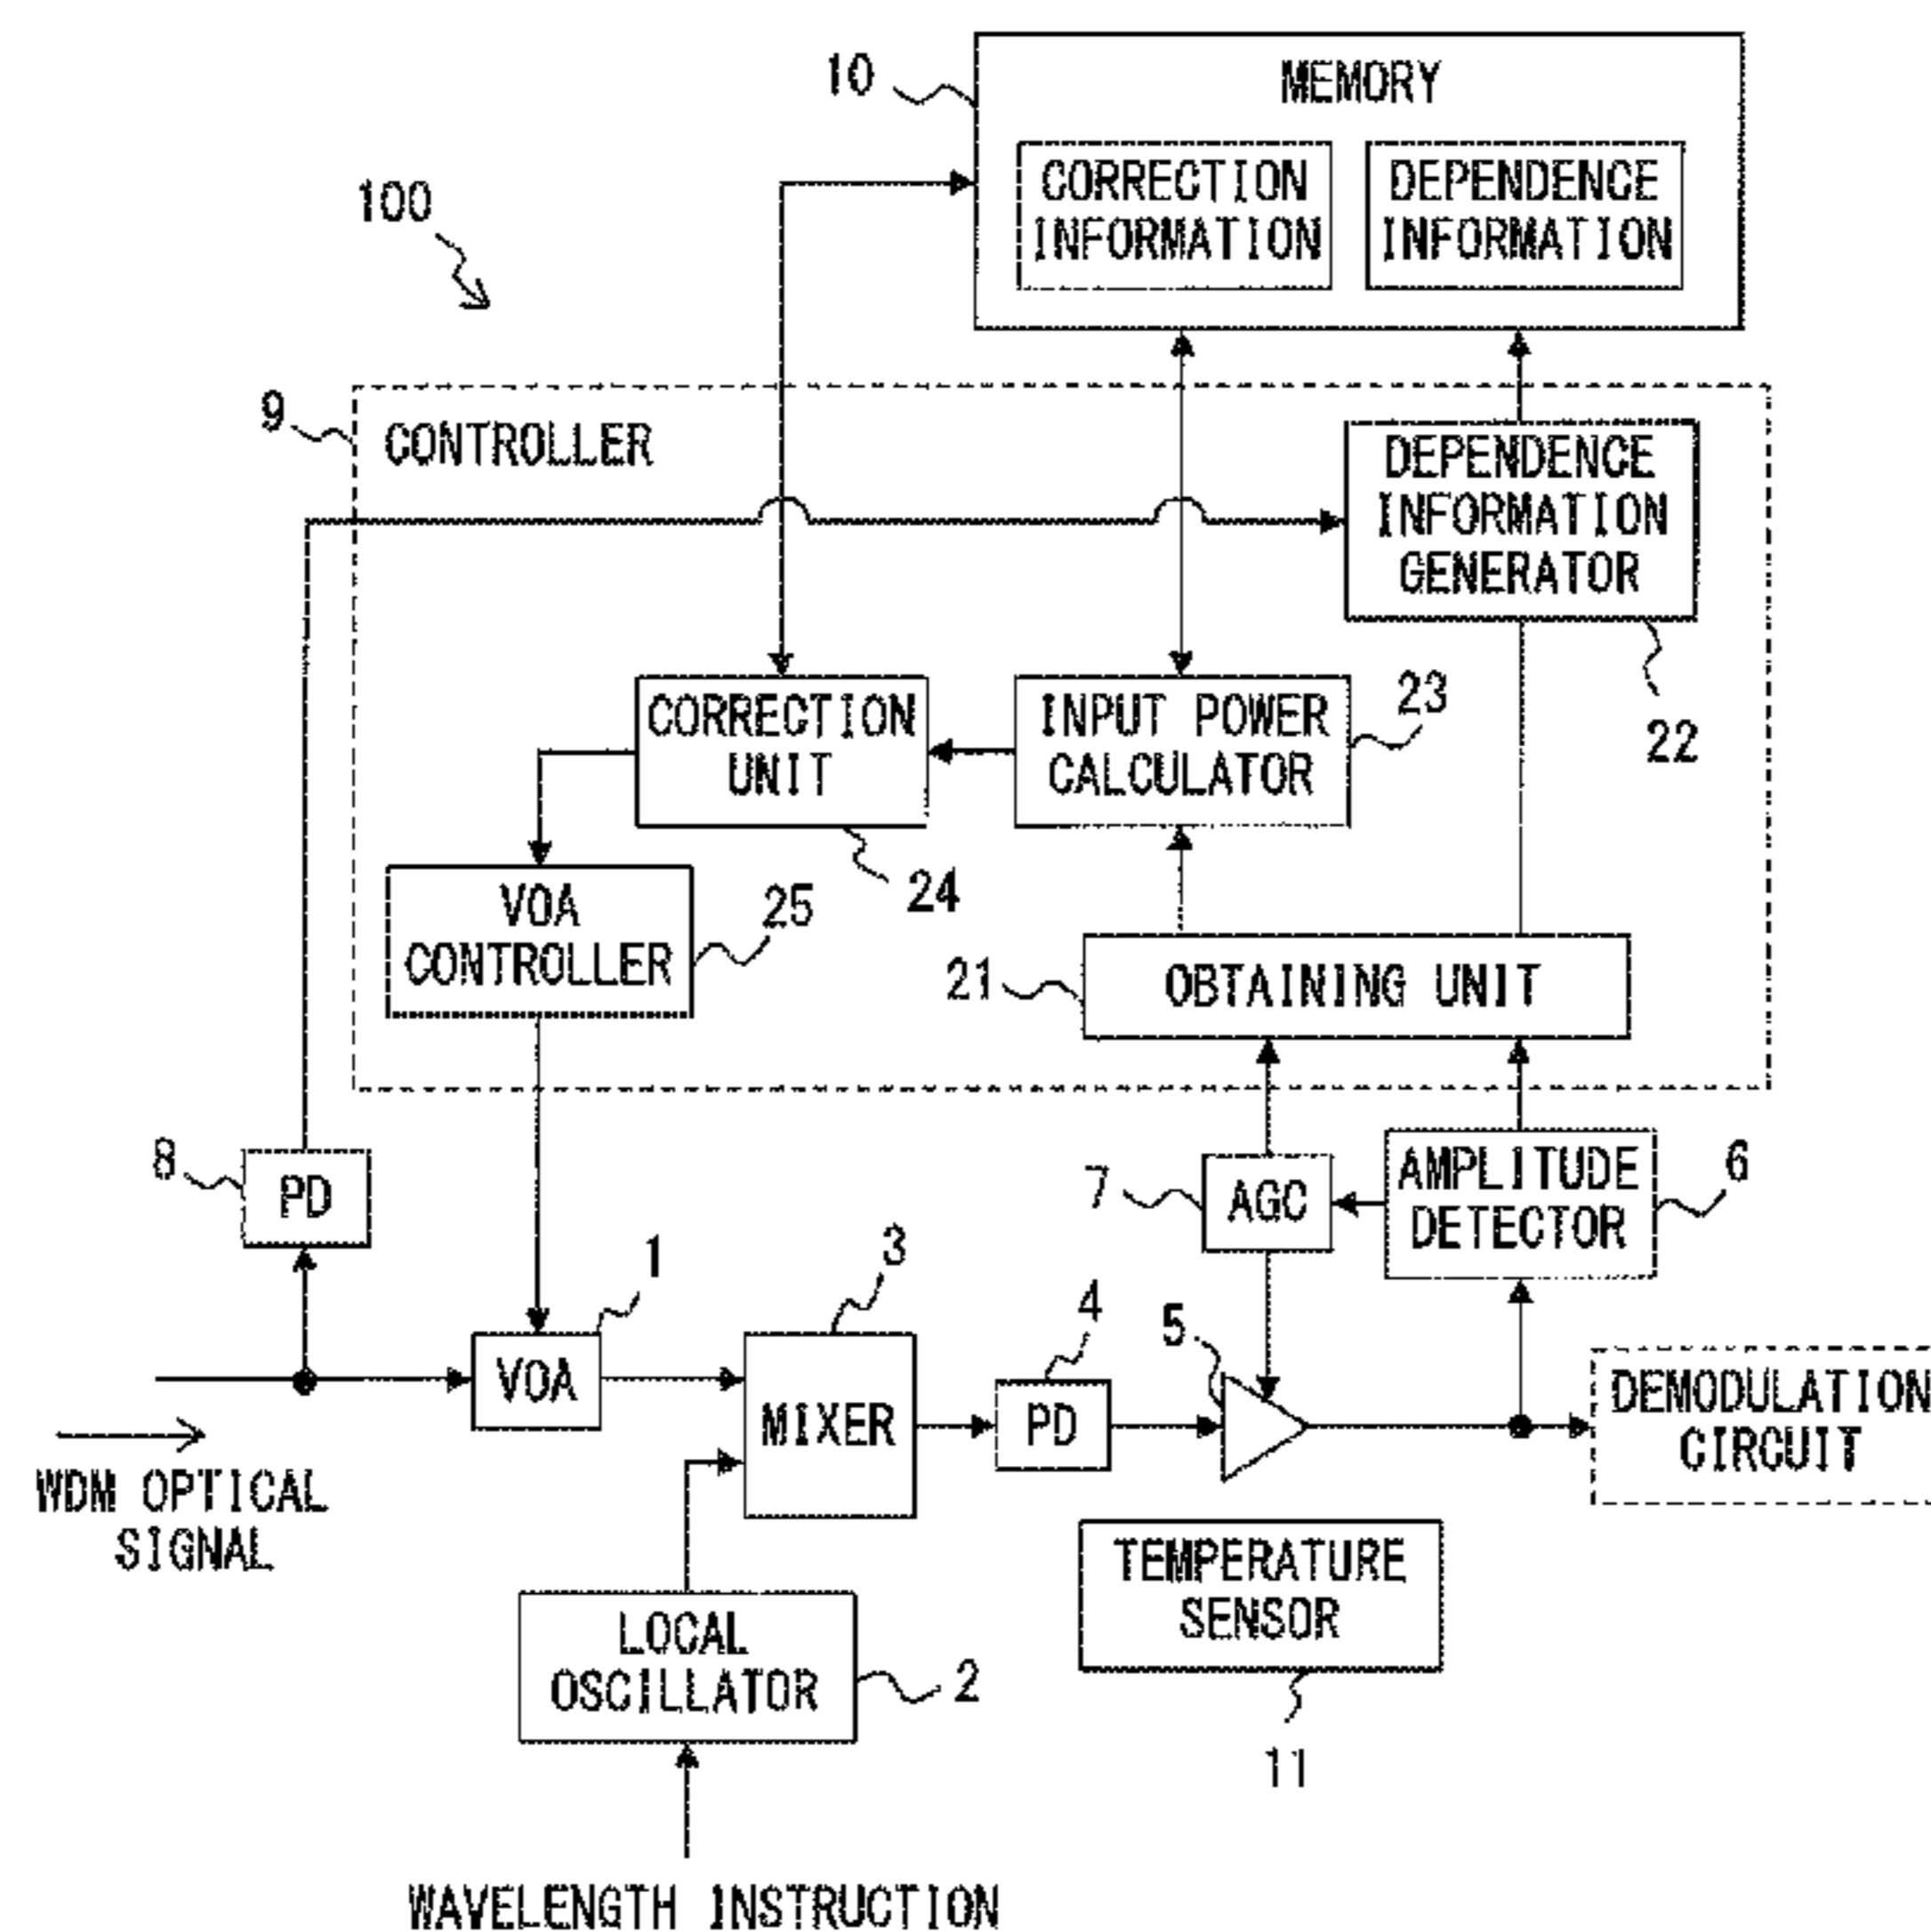 10
MEMORY
CORRECTION
INFORMATION
DEPENDENCE
INFORMATION
100
9
CONTROLLER
DEPENDENCE
INFORMATION
GENERATOR
22
CORRECTION
UNIT
24
INPUT POWER
CALCULATOR
23
VOA
CONTROLLER
25
21
OBTAINING UNIT
8
PD
7
AGC
AMPLITUDE
DETECTOR
6
1
VOA
3
MIXER
4
PD
5
DEMODULATION
CIRCUIT
WDM OPTICAL
SIGNAL
TEMPERATURE
SENSOR
11
LOCAL
OSCILLATOR
2
WAVELENGTH INSTRUCTION